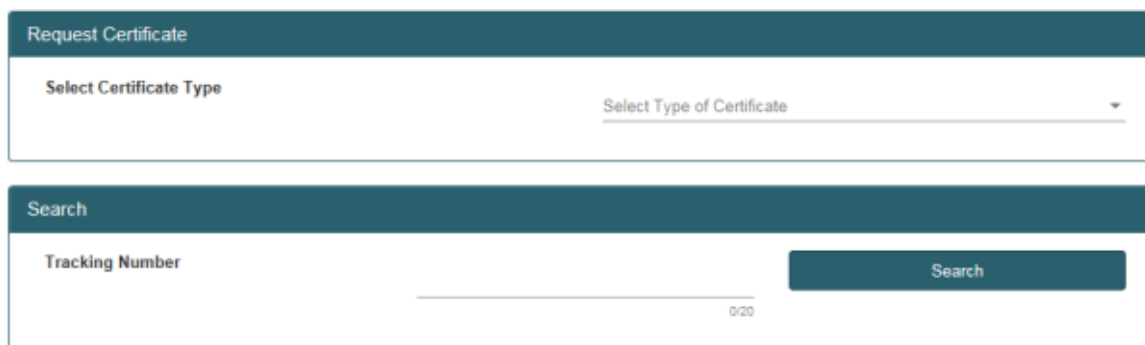 Request Certificate
Select Certificate Type
Select Type of Certificate
Search
Tracking Number
Search
0/20